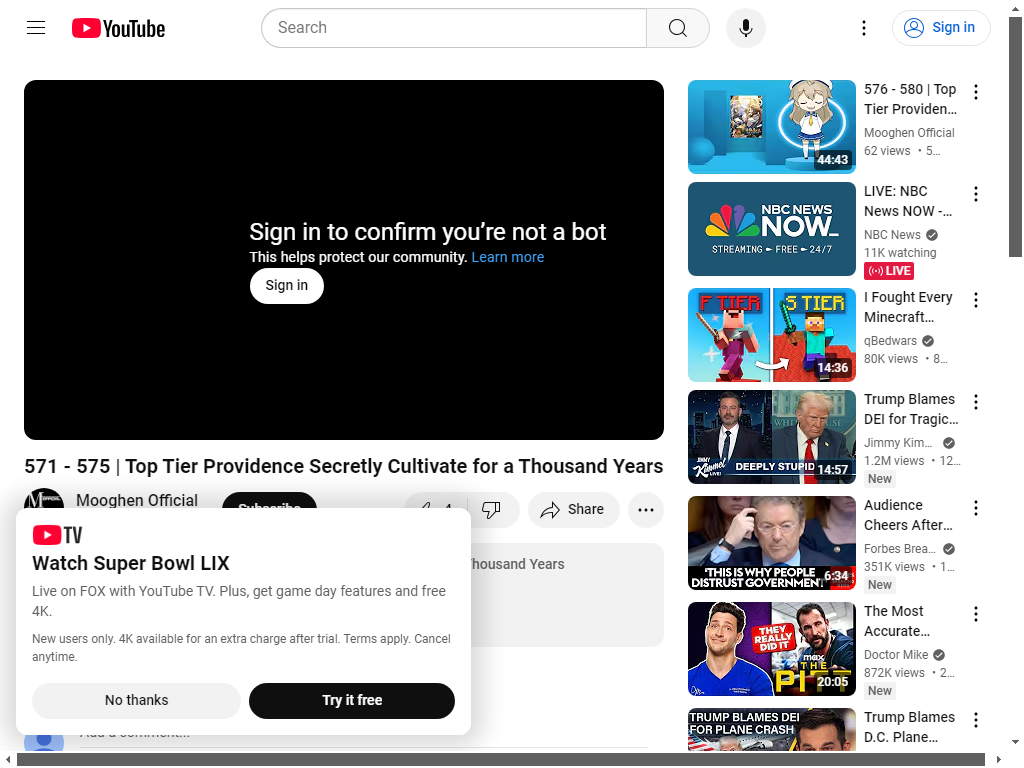 YouTube
Search
Sign in
Sign in to confirm you're not a bot
This helps protect our community. Learn more
Sign in
571 - 575 | Top Tier Providence Secretly Cultivate for a Thousand Years
Mooghen Official
Subscribe
4
Share
Thousand Years
TV
Watch Super Bowl LIX
Live on FOX with YouTube TV. Plus, get game day features and free
4K.
New users only. 4K available for an extra charge after trial. Terms apply. Cancel
anytime.
No thanks
Try it free
Add a comment...
44:43
576 - 580 | Top
Tier Providen...
Mooghen Official
62 views • 5...
NBC NEWS
NOW
STREAMING ► FREE ► 24/7
LIVE: NBC
News NOW -...
NBC News
11K watching
LIVE
F TIER
S TIER
14:36
I Fought Every
Minecraft...
qBedwars
80K views • 8...
WHITE HOUSE
JIMMY
Kimmel
LIVE!
DEEPLY STUPID
14:57
Trump Blames
DEI for Tragic...
Jimmy Kim...
1.2M views • 12...
New
'THIS IS WHY PEOPLE
DISTRUST GOVERNMENT'
6:34
Audience
Cheers After...
Forbes Brea...
351K views • 1...
New
THEY
REALLY
DID IT
max
THE
PITT
20:05
The Most
Accurate...
Doctor Mike
872K views • 2...
New
TRUMP BLAMES DEI
FOR PLANE CRASH
Trump Blames
D.C. Plane...